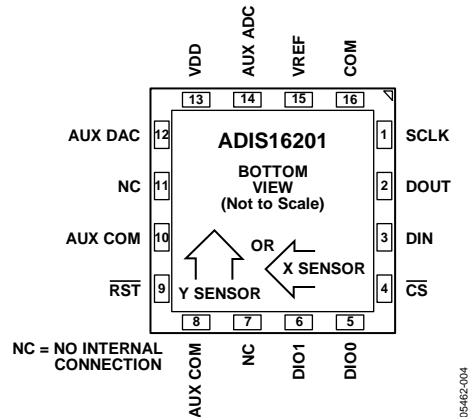 VDD
AUX ADC
VREF
COM
13
14
15
16
AUX DAC
12
ADIS16201
1
SCLK
BOTTOM
VIEW
(Not to Scale)
NC
11
2
DOUT
AUX COM
10
OR
3
DIN
X SENSOR
RST
9
Y SENSOR
4
CS
8
7
6
5
NC = NO INTERNAL
CONNECTION
AUX COM
NC
DIO1
DIO0
05462-004